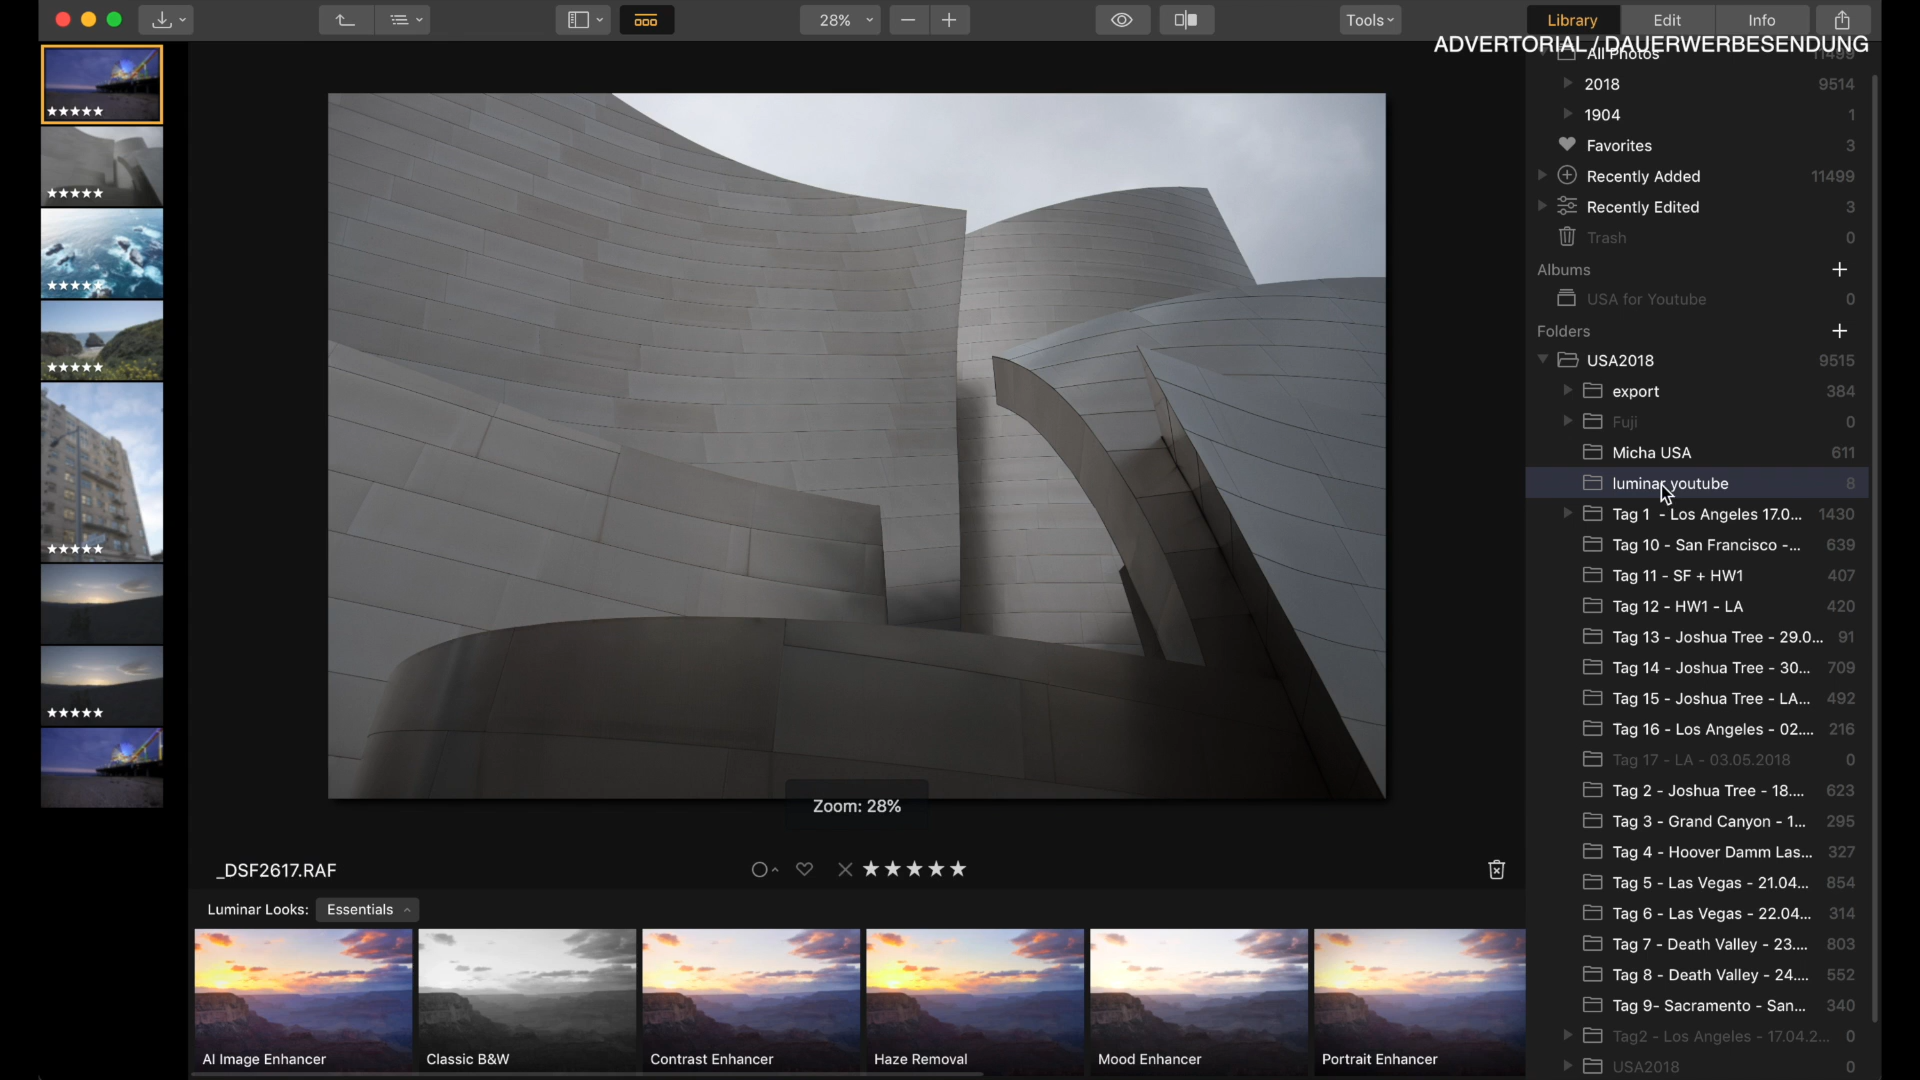 28%
Tools
Library
Edit
Info
ADVERTORIAL / DAUERWERBESENDUNG
All Photos 11499
2018 9514
1904 1
Favorites 3
Recently Added 11499
Recently Edited 3
Trash 0
Albums
USA for Youtube 0
Folders
USA2018 9515
export 384
Fuji 0
Micha USA 611
luminar youtube 8
Tag 1 - Los Angeles 17.0... 1430
Tag 10 - San Francisco -... 639
Tag 11 - SF + HW1 407
Tag 12 - HW1 - LA 420
Tag 13 - Joshua Tree - 29.0... 91
Tag 14 - Joshua Tree - 30... 709
Tag 15 - Joshua Tree - LA... 492
Tag 16 - Los Angeles - 02.... 216
Tag 17 - LA - 03.05.2018 0
Tag 2 - Joshua Tree - 18.... 623
Tag 3 - Grand Canyon - 1... 295
Tag 4 - Hoover Damm Las... 327
Tag 5 - Las Vegas - 21.04... 854
Tag 6 - Las Vegas - 22.04... 314
Tag 7 - Death Valley - 23.... 803
Tag 8 - Death Valley - 24.... 552
Tag 9- Sacramento - San... 340
Tag2 - Los Angeles - 17.04.2... 0
USA2018 0
Zoom: 28%
_DSF2617.RAF
Luminar Looks: Essentials
AI Image Enhancer
Classic B&W
Contrast Enhancer
Haze Removal
Mood Enhancer
Portrait Enhancer